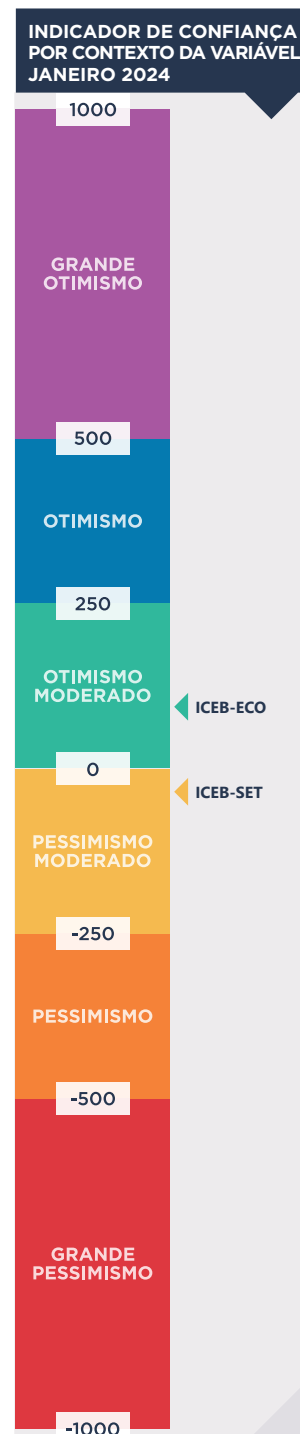 INDICADOR DE CONFIANÇA
POR CONTEXTO DA VARIÁVEL
JANEIRO 2024
1000
GRANDE
OTIMISMO
500
OTIMISMO
250
OTIMISMO
MODERADO
ICEB-ECO
0
ICEB-SET
PESSIMISMO
MODERADO
-250
PESSIMISMO
-500
GRANDE
PESSIMISMO
-1000